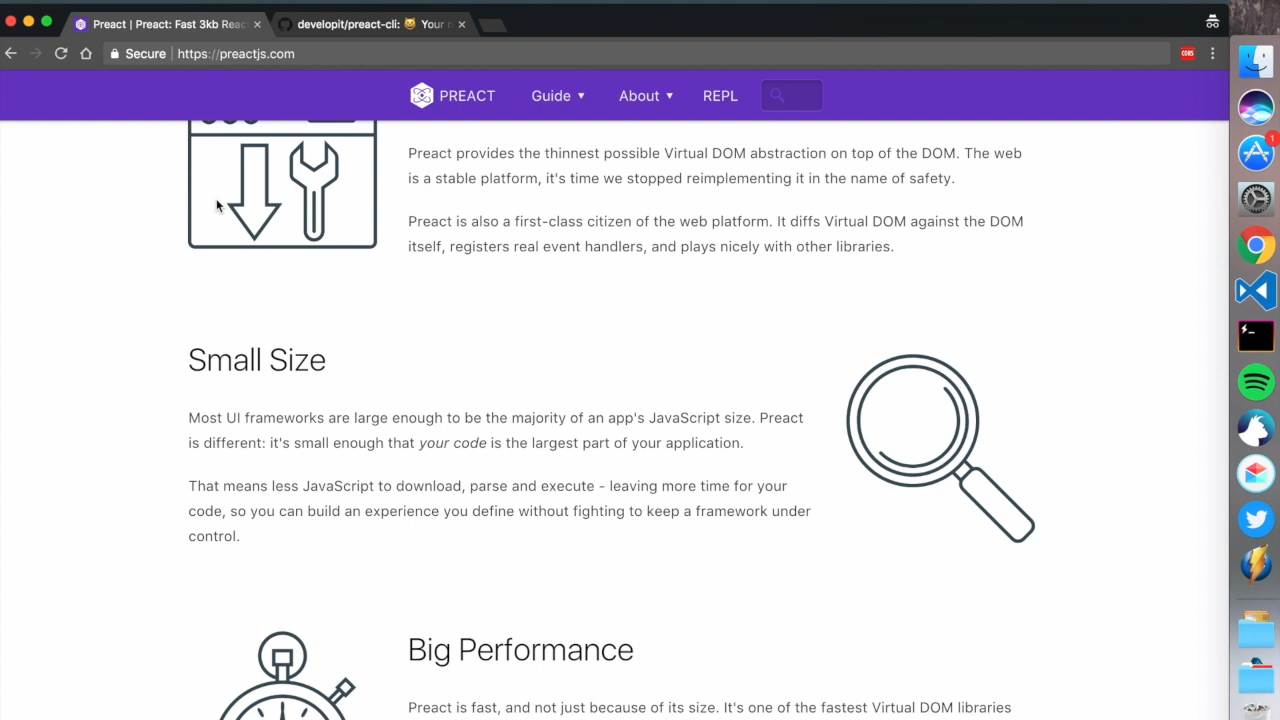 Preact | Preact: Fast 3kb Reac
developit/preact-cli: 😸 Your n
Secure | https://preactjs.com
CORS
PREACT Guide ▼ About ▼ REPL
1
Preact provides the thinnest possible Virtual DOM abstraction on top of the DOM. The web
is a stable platform, it's time we stopped reimplementing it in the name of safety.
Preact is also a first-class citizen of the web platform. It diffs Virtual DOM against the DOM
itself, registers real event handlers, and plays nicely with other libraries.
Small Size
Most UI frameworks are large enough to be the majority of an app's JavaScript size. Preact
is different: it's small enough that your code is the largest part of your application.
That means less JavaScript to download, parse and execute - leaving more time for your
code, so you can build an experience you define without fighting to keep a framework under
control.
Big Performance
Preact is fast, and not just because of its size. It's one of the fastest Virtual DOM libraries